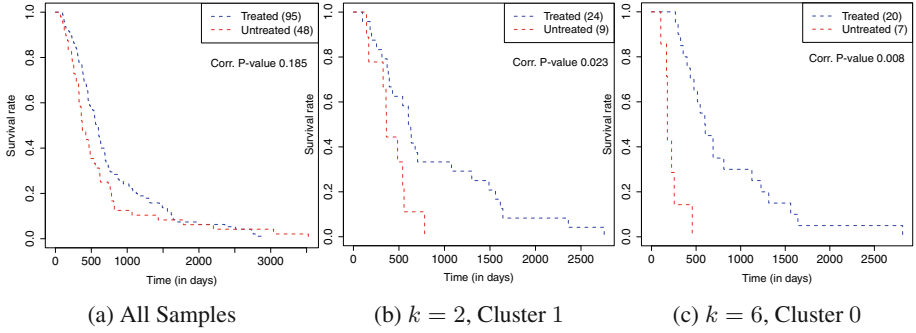 Treated (95)
Untreated (48)
Corr. P-value 0.185
Survival rate
0.0 0.2 0.4 0.6 0.8 1.0
0 500 1000 2000 3000
Time (in days)
(a) All Samples
Treated (24)
Untreated (9)
Corr. P-value 0.023
Survival rate
0.0 0.2 0.4 0.6 0.8 1.0
0 500 1000 1500 2000 2500
Time (in days)
(b) k = 2, Cluster 1
Treated (20)
Untreated (7)
Corr. P-value 0.008
Survival rate
0.0 0.2 0.4 0.6 0.8 1.0
0 500 1000 1500 2000 2500
Time (in days)
(c) k = 6, Cluster 0